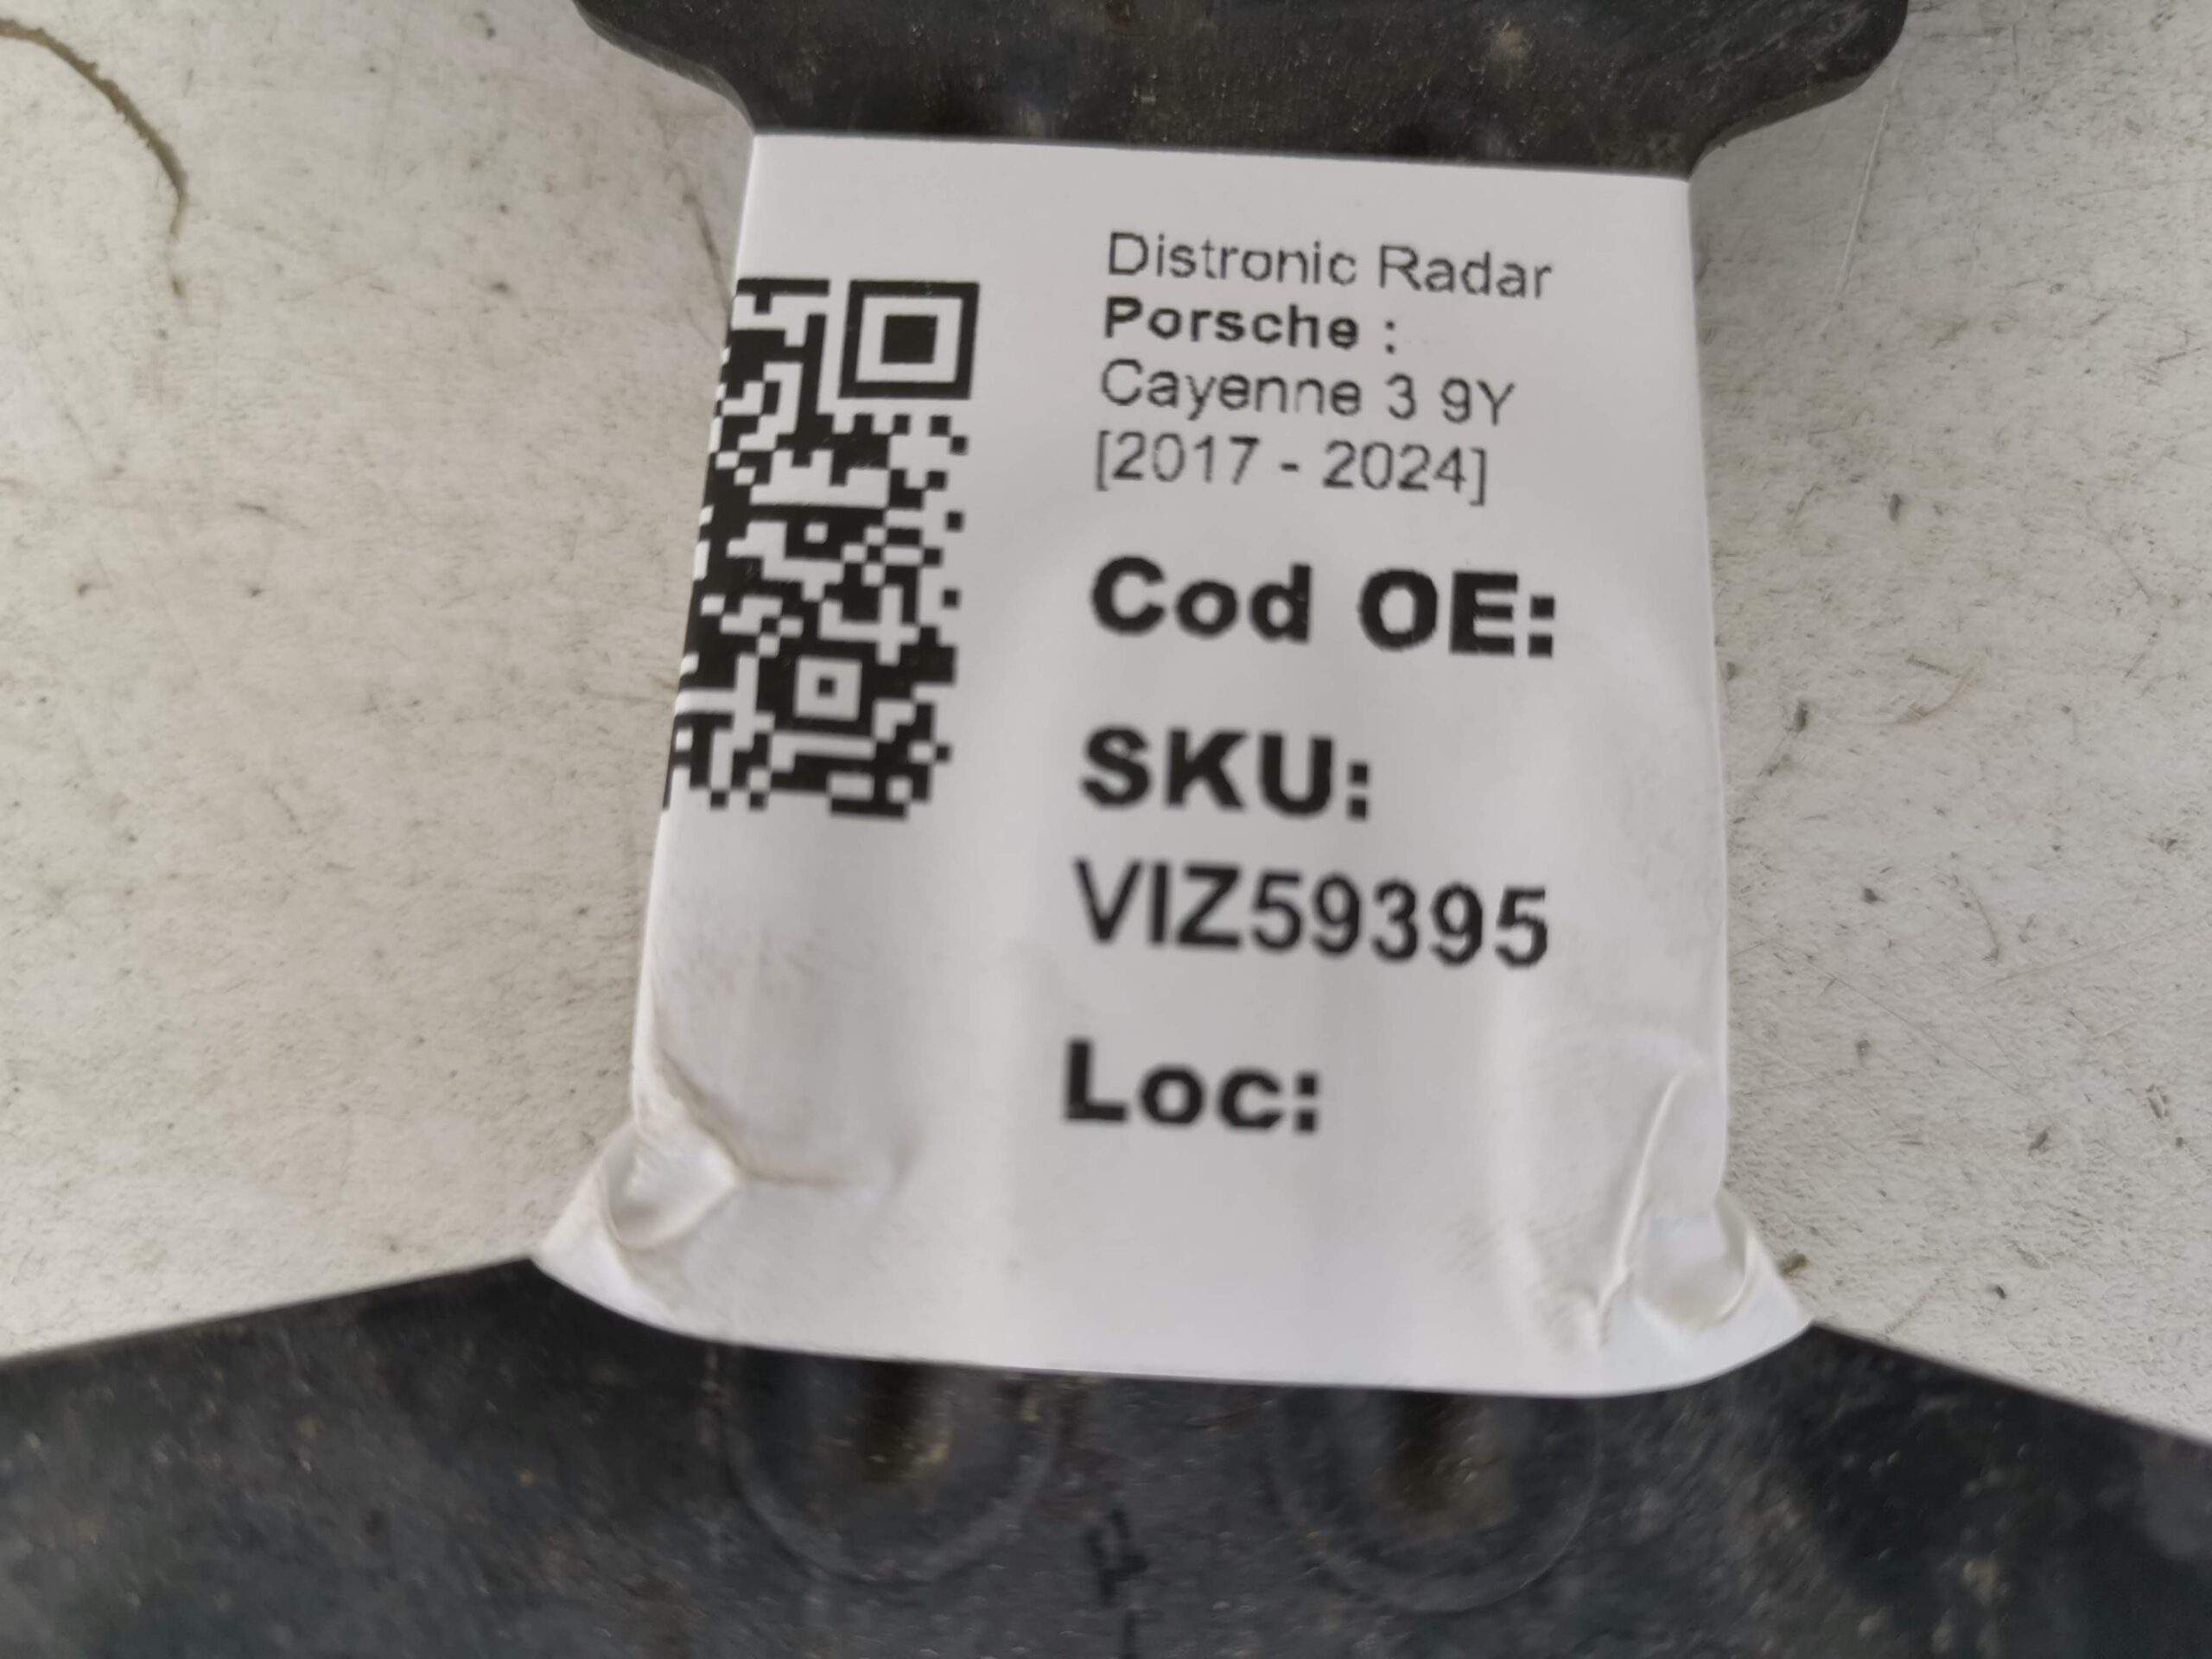 Distronic Radar
Porsche :
Cayenne 3 9Y
[2017 - 2024]
Cod OE:
SKU:
VIZ59395
Loc: